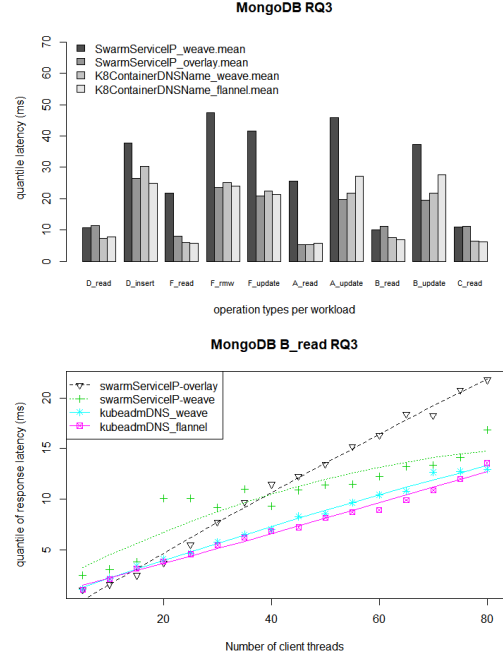 MongoDB RQ3
quantile latency (ms)
0 10 20 30 40 50 60 70
SwarmServiceIP_weave.mean
SwarmServiceIP_overlay.mean
K8ContainerDNSName_weave.mean
K8ContainerDNSName_flannel.mean
D_read D_insert F_read F_rmw F_update A_read A_update B_read B_update C_read
operation types per workload
MongoDB B_read RQ3
quantile of response latency (ms)
5 10 15 20
swarmServiceIP-overlay
swarmServiceIP-weave
kubeadmDNS_weave
kubeadmDNS_flannel
20 40 60 80
Number of client threads